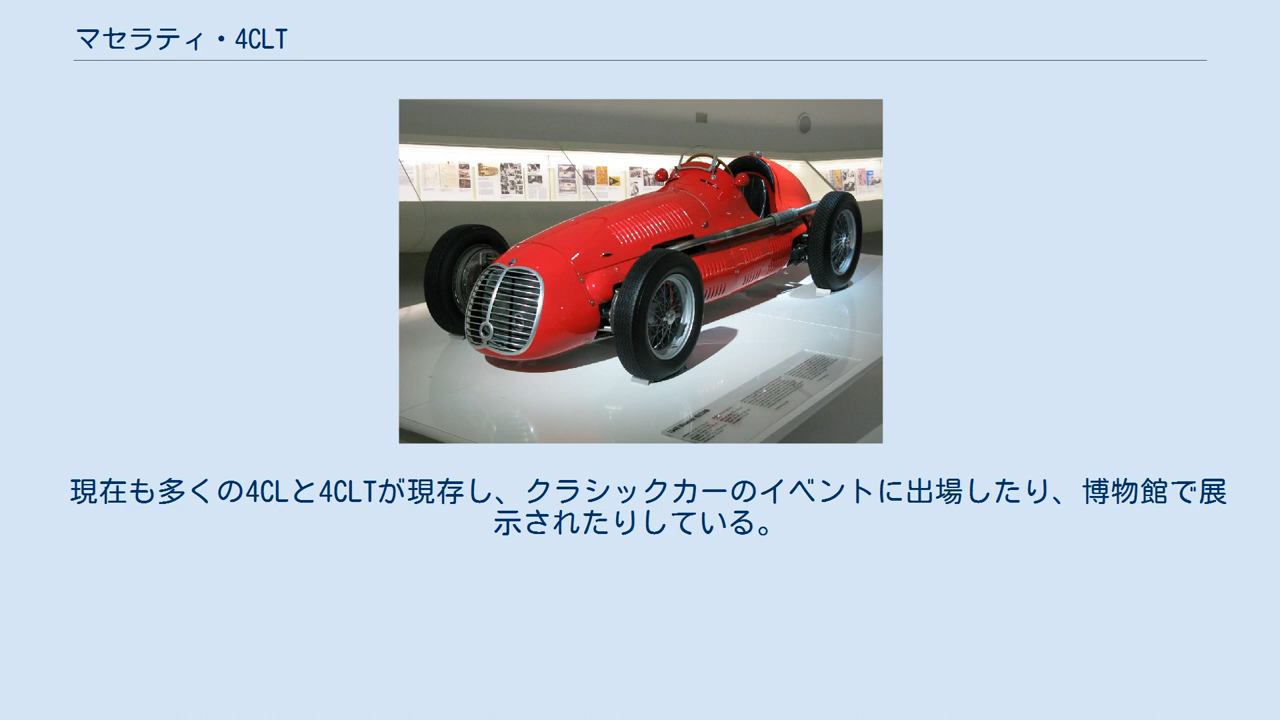 マセラティ・4CLT
現在も多くの4CLと4CLTが現存し、クラシックカーのイベントに出場したり、博物館で展
示されたりしている。